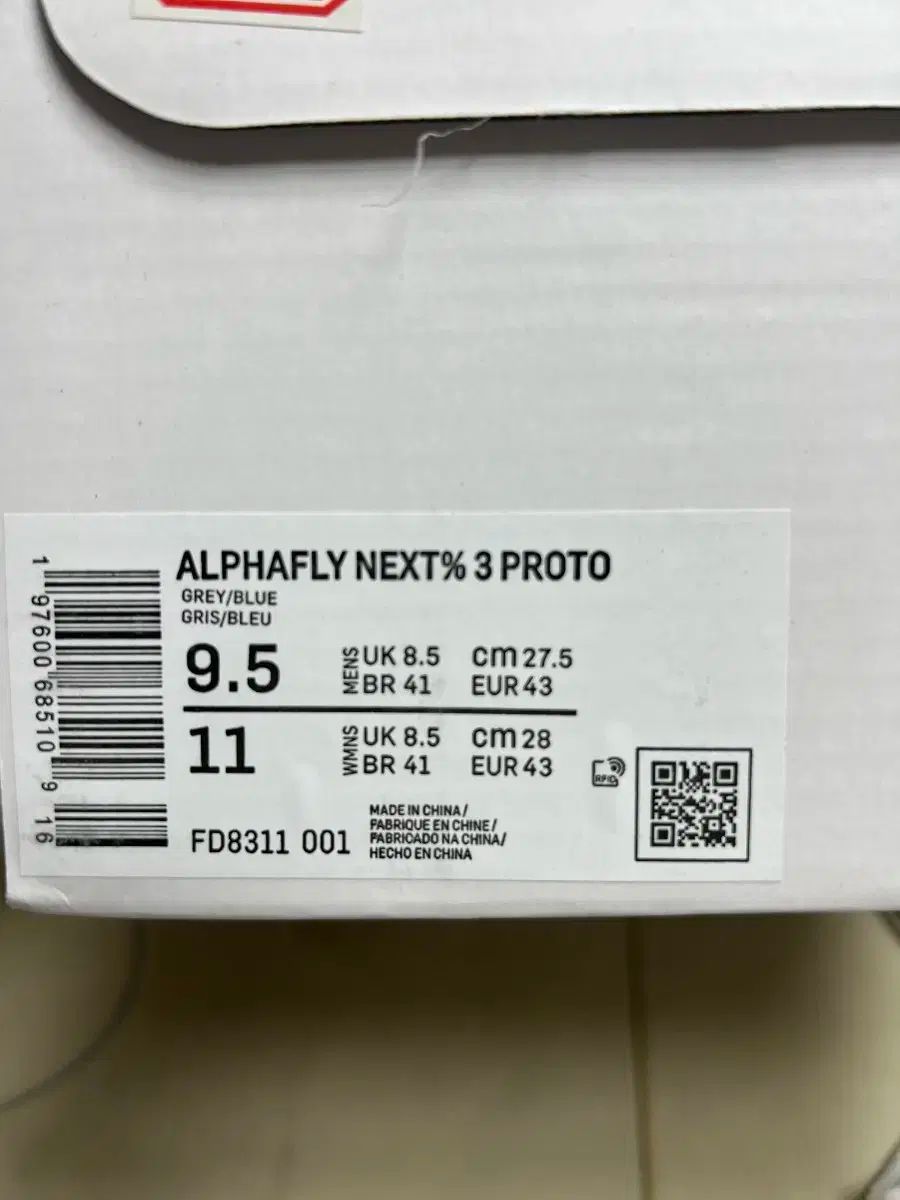 ALPHAFLY NEXT% 3 PROTO
GREY/BLUE
GRIS/BLEU
9.5 MENS UK 8.5 cm 27.5
BR 41 EUR 43
11 WMNS UK 8.5 cm 28
BR 41 EUR 43
RFID
FD8311 001
MADE IN CHINA/
FABRIQUE EN CHINE/
FABRICADO NA CHINA/
HECHO EN CHINA
1 97600 68510 9 16